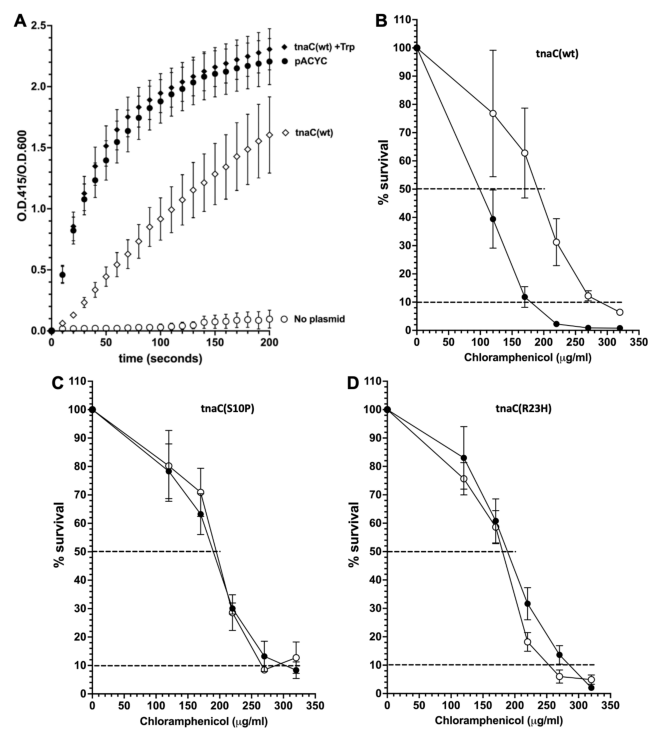 A
tnaC(wt) +Trp
pACYC
tnaC(wt)
No plasmid
O.D.415/O.D.600
2.5
2.0
1.5
1.0
0.5
0.0
0 50 100 150 200
time (seconds)
B
tnaC(wt)
% survival
110
100
90
80
70
60
50
40
30
20
10
0
0 50 100 150 200 250 300 350
Chloramphenicol (µg/ml)
C
tnaC(S10P)
% survival
110
100
90
80
70
60
50
40
30
20
10
0
0 50 100 150 200 250 300 350
Chloramphenicol (µg/ml)
D
tnaC(R23H)
% survival
110
100
90
80
70
60
50
40
30
20
10
0
0 50 100 150 200 250 300 350
Chloramphenicol (µg/ml)